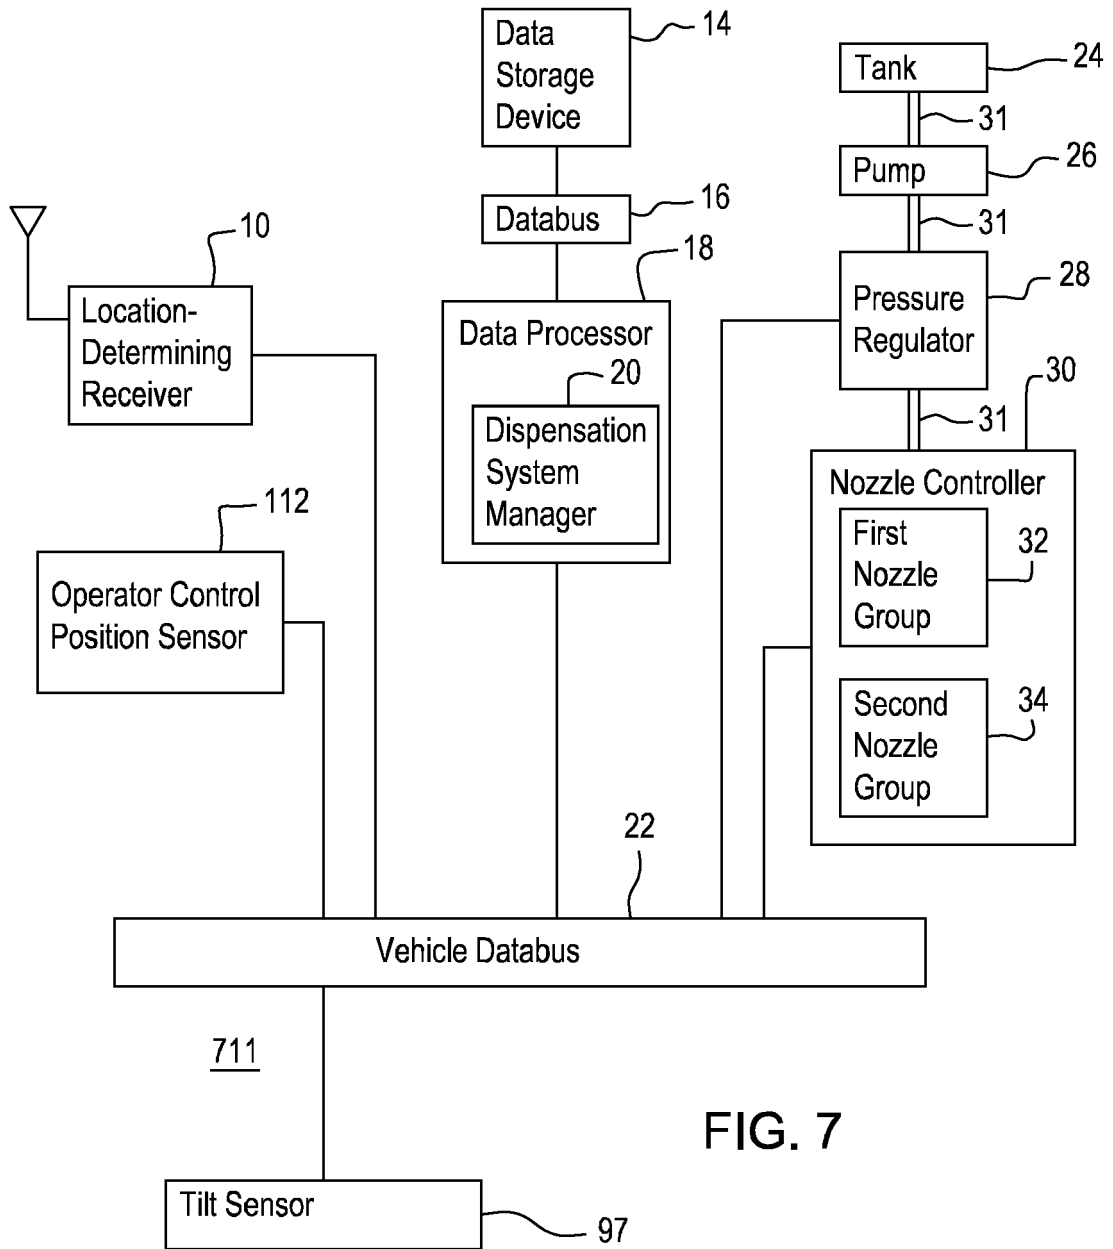 Data
Storage
Device
14
Tank
24
31
Pump
26
31
Databus
16
10
18
Location-
Determining
Receiver
Data Processor
20
Dispensation
System
Manager
Pressure
Regulator
28
30
31
Nozzle Controller
First
Nozzle
Group
32
Second
Nozzle
Group
34
112
Operator Control
Position Sensor
22
Vehicle Databus
711
FIG. 7
Tilt Sensor
97